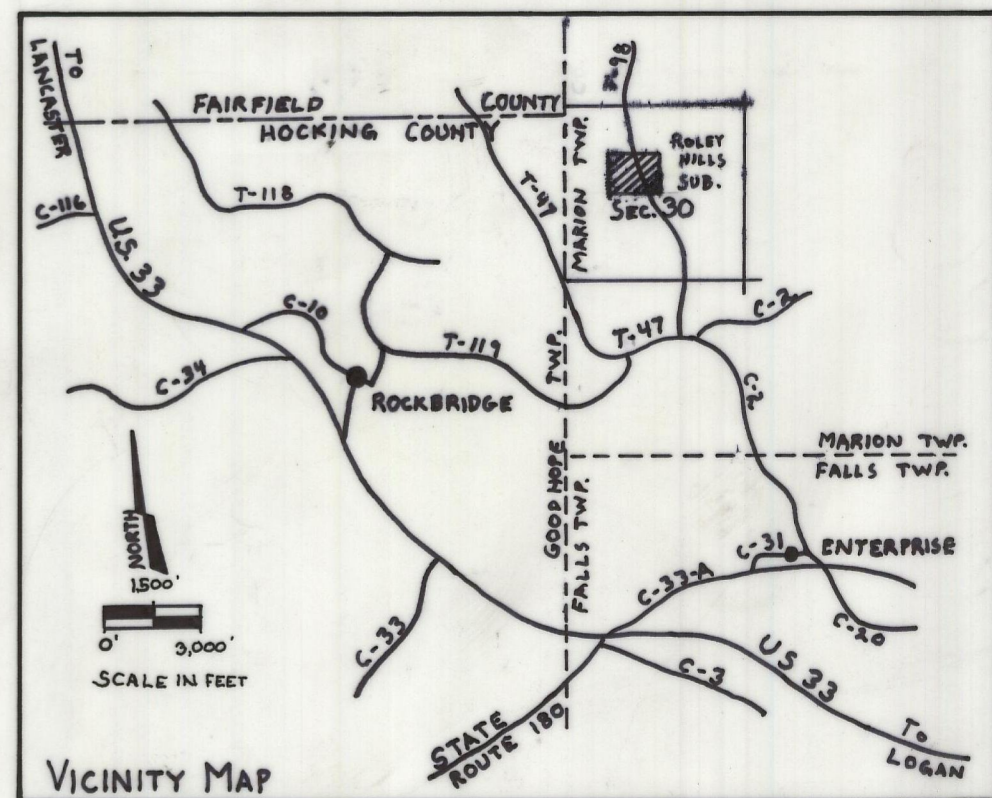 TO
LANCASTER
FAIRFIELD COUNTY
HOCKING COUNTY
MARION TWP.
ROLEY
HILLS
SUB.
SEC. 30
T-47
T-118
C-116
U.S. 33
C-10
C-2
T-47
T-119
TWP.
C-34
ROCKBRIDGE
C-2
MARION TWP.
FALLS TWP.
GOOD HOPE
FALLS TWP.
NORTH
C-31
ENTERPRISE
C-33-A
1,500'
0'
3,000'
SCALE IN FEET
C-33
C-20
US 33
C-3
STATE
ROUTE 180
TO
LOGAN
VICINITY MAP